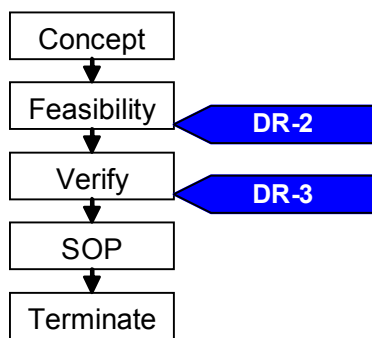 Concept
Feasibility
DR-2
Verify
DR-3
SOP
Terminate